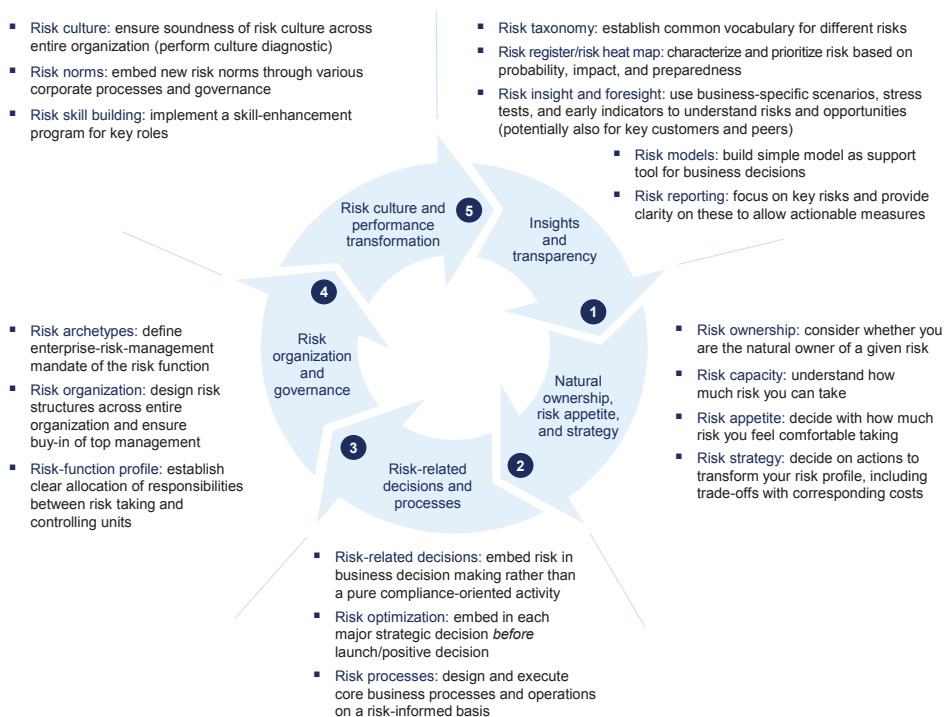 ▪ Risk culture: ensure soundness of risk culture across
entire organization (perform culture diagnostic)
▪ Risk norms: embed new risk norms through various
corporate processes and governance
▪ Risk skill building: implement a skill-enhancement
program for key roles
▪ Risk taxonomy: establish common vocabulary for different risks
▪ Risk register/risk heat map: characterize and prioritize risk based on
probability, impact, and preparedness
▪ Risk insight and foresight: use business-specific scenarios, stress
tests, and early indicators to understand risks and opportunities
(potentially also for key customers and peers)
▪ Risk models: build simple model as support
tool for business decisions
▪ Risk reporting: focus on key risks and provide
clarity on these to allow actionable measures
Risk culture and
performance
transformation
5
Insights
and
transparency
1
4
Risk
organization
and
governance
Natural
ownership,
risk appetite,
and strategy
2
3
Risk-related
decisions and
processes
▪ Risk archetypes: define
enterprise-risk-management
mandate of the risk function
▪ Risk organization: design risk
structures across entire
organization and ensure
buy-in of top management
▪ Risk-function profile: establish
clear allocation of responsibilities
between risk taking and
controlling units
▪ Risk ownership: consider whether you
are the natural owner of a given risk
▪ Risk capacity: understand how
much risk you can take
▪ Risk appetite: decide with how much
risk you feel comfortable taking
▪ Risk strategy: decide on actions to
transform your risk profile, including
trade-offs with corresponding costs
▪ Risk-related decisions: embed risk in
business decision making rather than
a pure compliance-oriented activity
▪ Risk optimization: embed in each
major strategic decision before
launch/positive decision
▪ Risk processes: design and execute
core business processes and operations
on a risk-informed basis